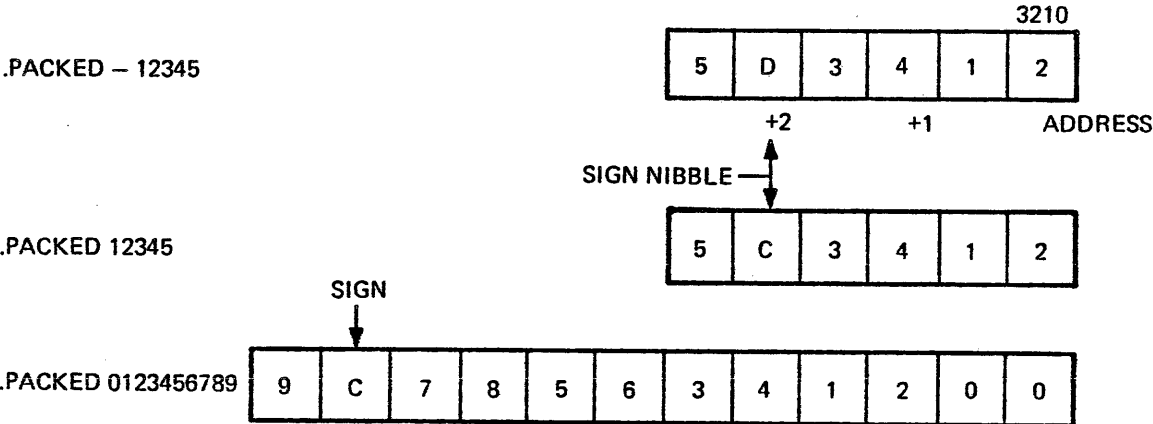 3210
.PACKED – 12345 5 D 3 4 1 2
+2 +1 ADDRESS
SIGN NIBBLE
.PACKED 12345 5 C 3 4 1 2
SIGN
.PACKED 0123456789 9 C 7 8 5 6 3 4 1 2 0 0